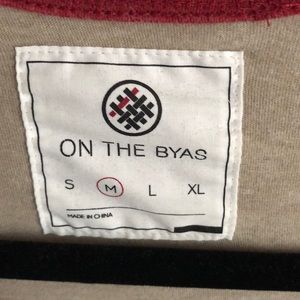 ON THE BYAS
S M L XL
MADE IN CHINA